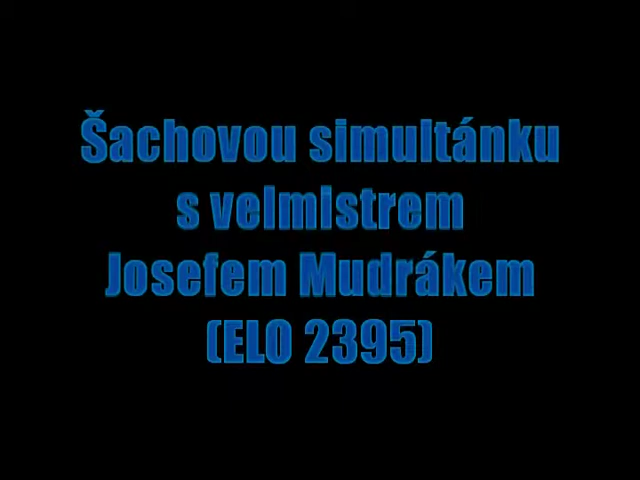 Šachovou simultánku
s velmistrem
Josefem Mudrákem
(ELO 2395)